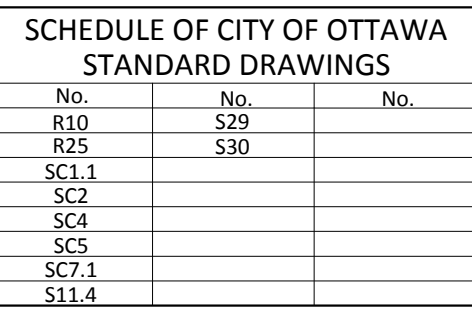 SCHEDULE OF CITY OF OTTAWA
STANDARD DRAWINGS
No. No. No.
R10 S29
R25 S30
SC1.1
SC2
SC4
SC5
SC7.1
S11.4